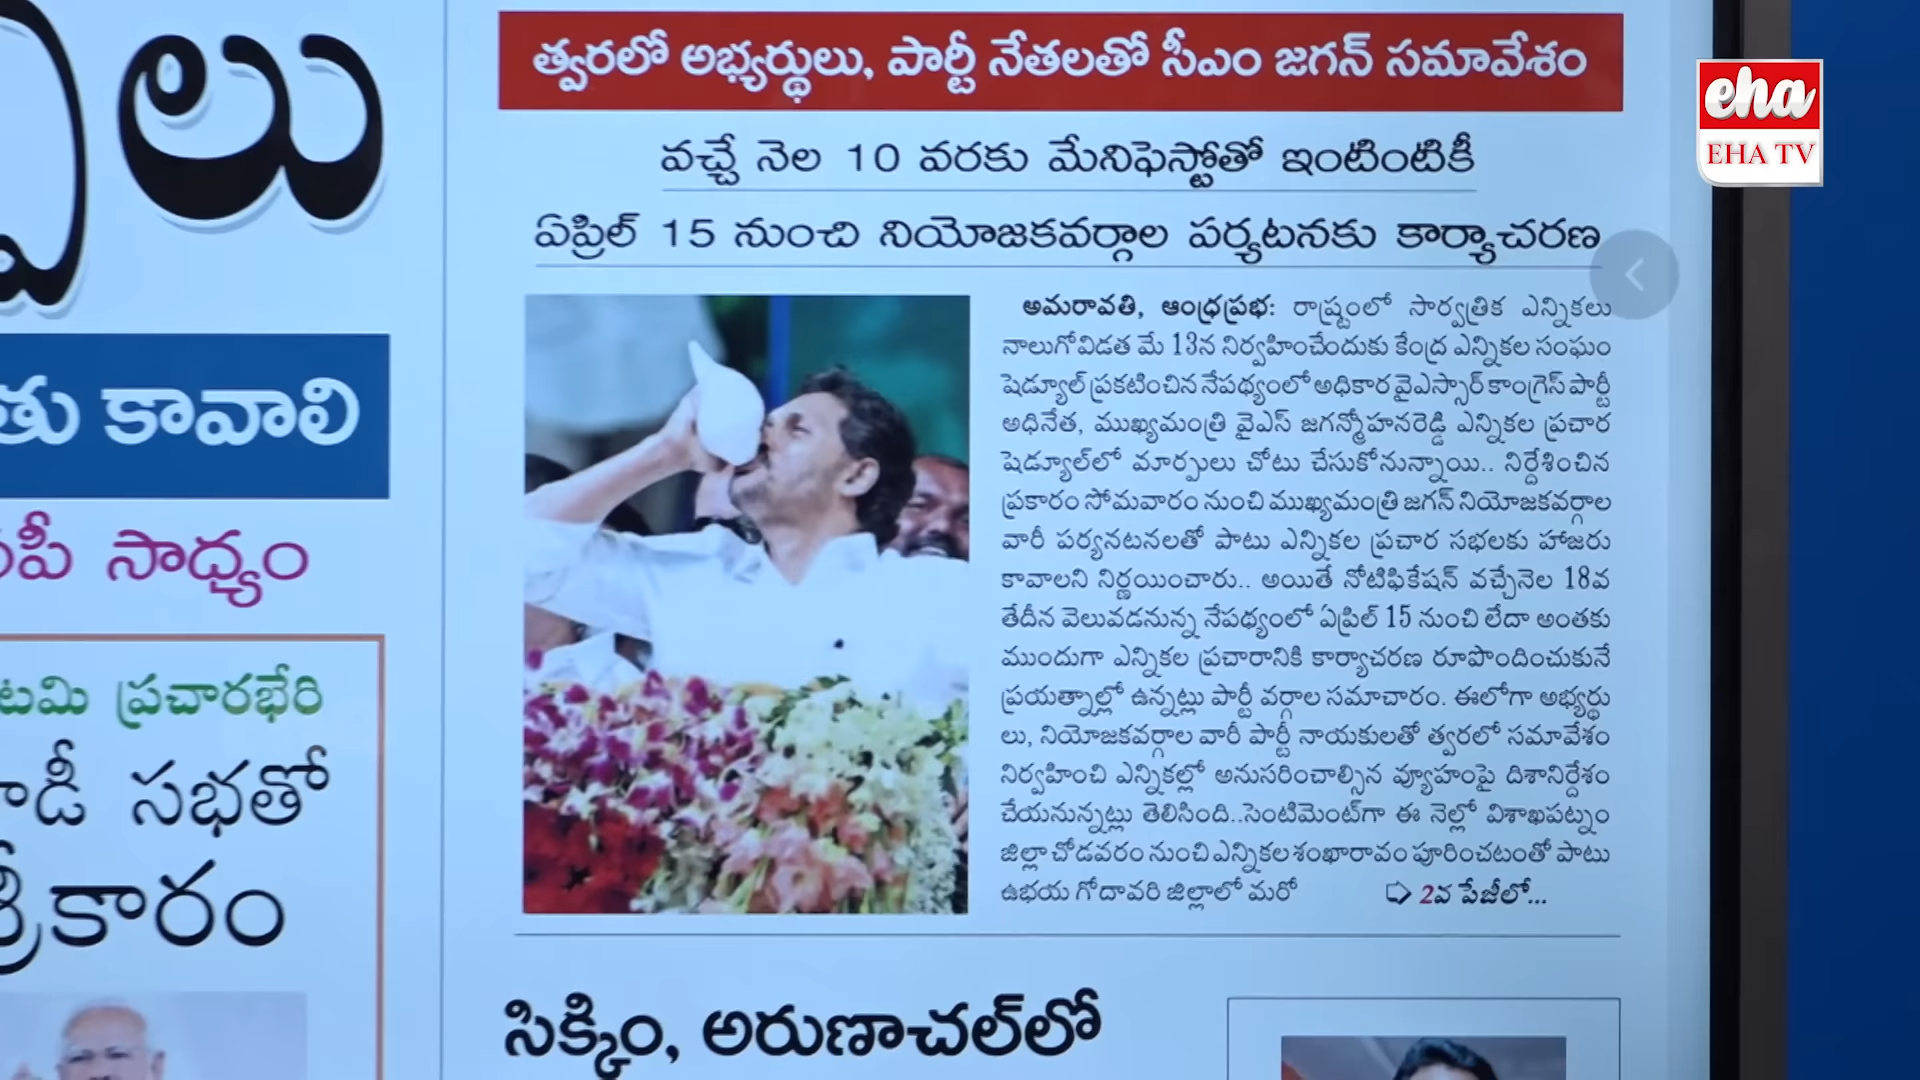 లు
త్వరలో అభ్యర్థులు, పార్టీ నేతలతో సీఎం జగన్ సమావేశం
eha
EHA TV
వచ్చే నెల 10 వరకు మేనిఫెస్టోతో ఇంటింటికీ
ఏప్రిల్ 15 నుంచి నియోజకవర్గాల పర్యటనకు కార్యాచరణ
అమరావతి, ఆంధ్రప్రభ: రాష్ట్రంలో సార్వత్రిక ఎన్నికలు
నాలుగోవిడత మే 13న నిర్వహించేందుకు కేంద్ర ఎన్నికల సంఘం
షెడ్యూల్ ప్రకటించిన నేపథ్యంలో అధికార వైఎస్సార్ కాంగ్రెస్ పార్టీ
అధినేత, ముఖ్యమంత్రి వైఎస్ జగన్మోహనరెడ్డి ఎన్నికల ప్రచార
షెడ్యూల్‌లో మార్పులు చోటు చేసుకోనున్నాయి.. నిర్దేశించిన
ప్రకారం సోమవారం నుంచి ముఖ్యమంత్రి జగన్ నియోజకవర్గాల
వారీ పర్యనటనలతో పాటు ఎన్నికల ప్రచార సభలకు హాజరు
కావాలని నిర్ణయించారు.. అయితే నోటిఫికేషన్ వచ్చేనెల 18వ
తేదీన వెలువడనున్న నేపథ్యంలో ఏప్రిల్ 15 నుంచి లేదా అంతకు
ముందుగా ఎన్నికల ప్రచారానికి కార్యాచరణ రూపొందించుకునే
ప్రయత్నాల్లో ఉన్నట్లు పార్టీ వర్గాల సమాచారం. ఈలోగా అభ్యర్థు
లు, నియోజకవర్గాల వారీ పార్టీ నాయకులతో త్వరలో సమావేశం
నిర్వహించి ఎన్నికల్లో అనుసరించాల్సిన వ్యూహంపై దిశానిర్దేశం
చేయనున్నట్లు తెలిసింది..సెంటిమెంట్‌గా ఈ నెల్లో విశాఖపట్నం
జిల్లా చోడవరం నుంచి ఎన్నికల శంఖారావం పూరించటంతో పాటు
ఉభయ గోదావరి జిల్లాలో మరో
2వ పేజీలో...
తు కావాలి
సాధ్యం
టమి ప్రచారభేరి
సభతో
శ్రీకారం
సిక్కిం, అరుణాచల్‌లో